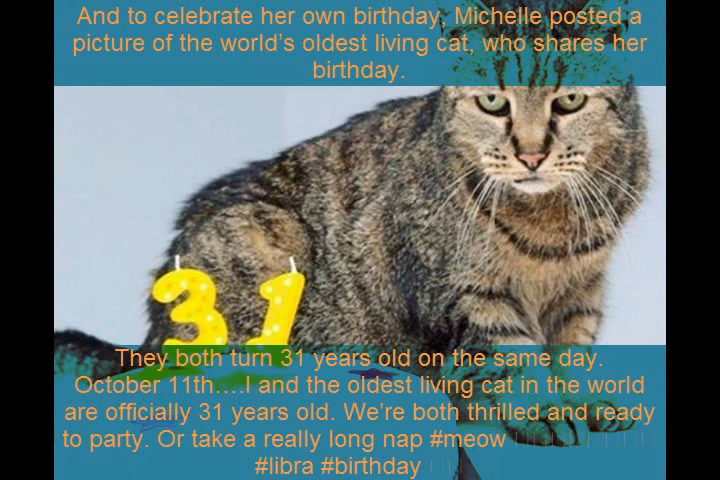 And to celebrate her own birthday, Michelle posted a
picture of the world's oldest living cat, who shares her
birthday.
31
They both turn 31 years old on the same day.
October 11th....I and the oldest living cat in the world
are officially 31 years old. We're both thrilled and ready
to party. Or take a really long nap #meow
#libra #birthday